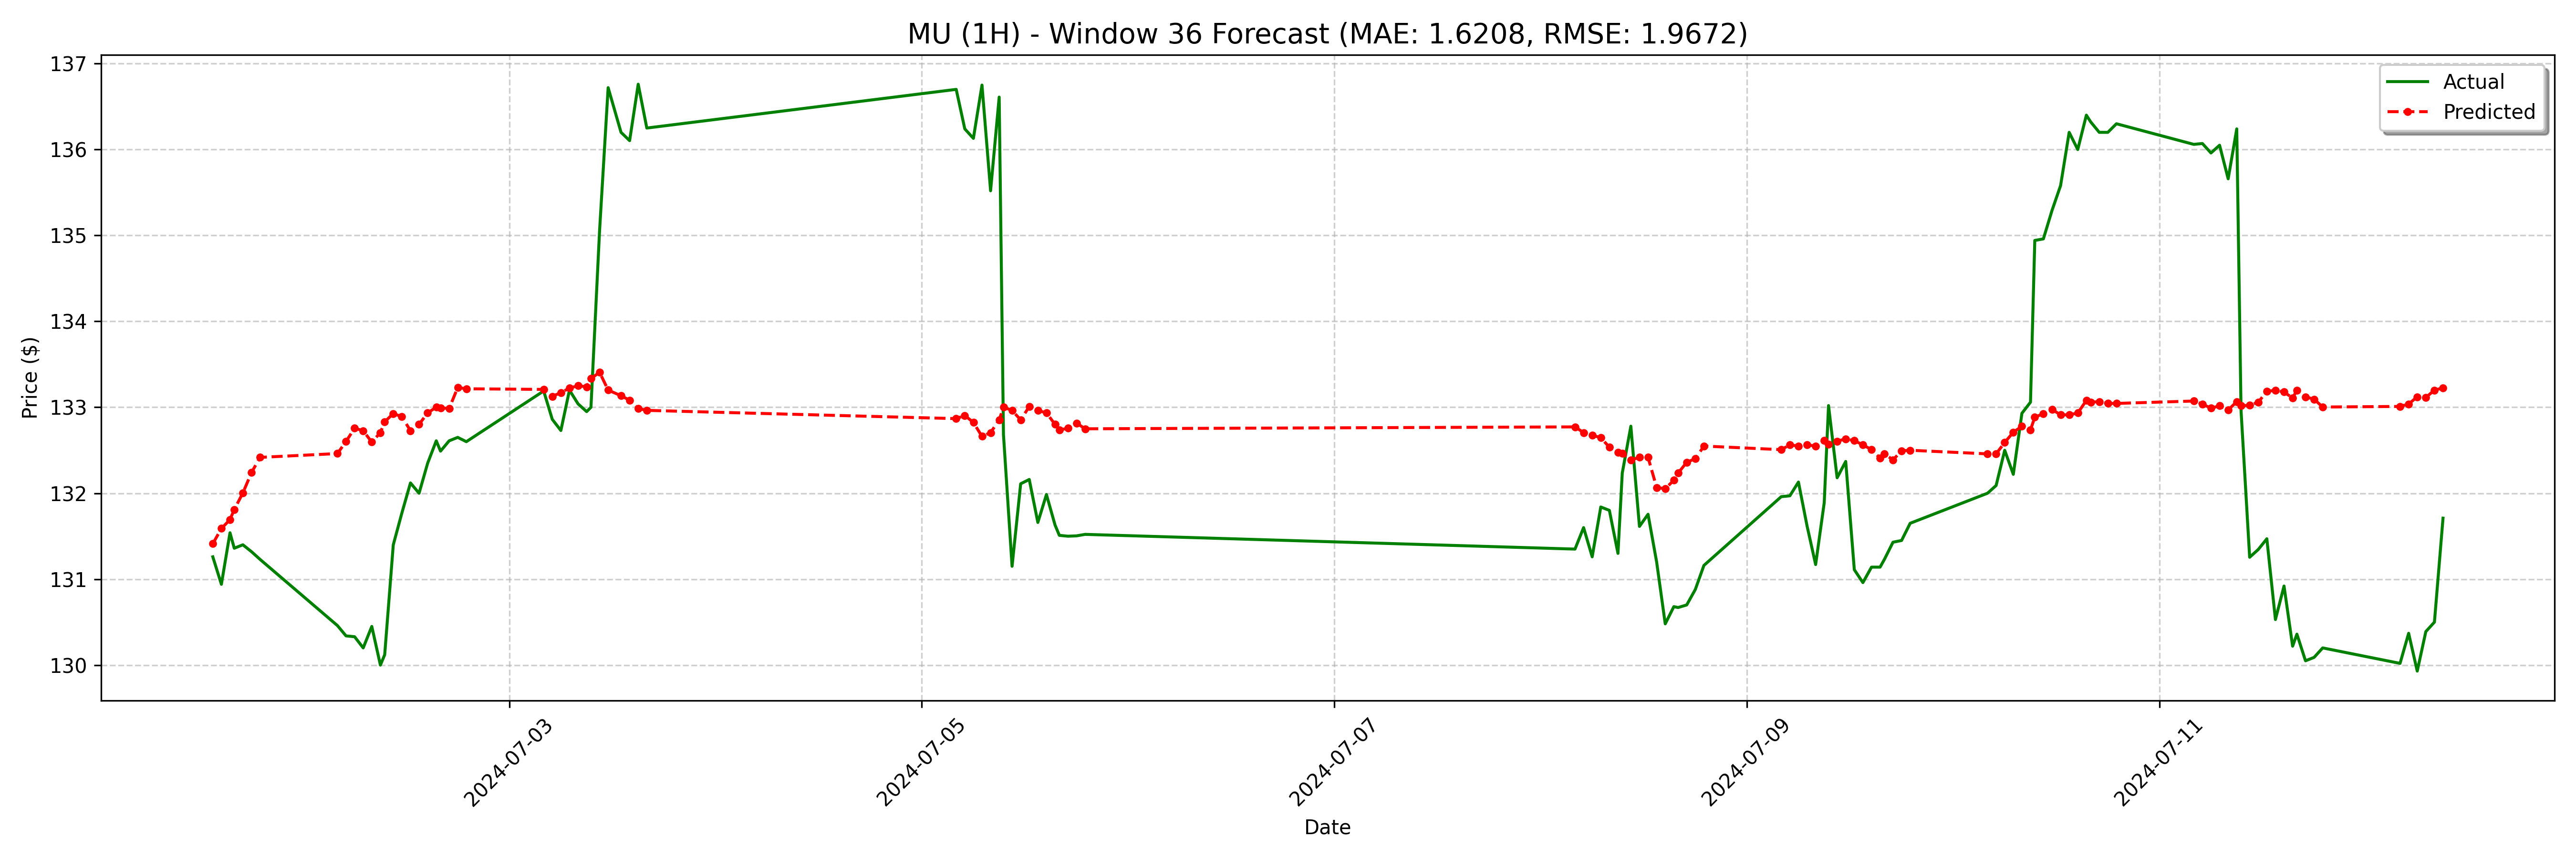 MU (1H) - Window 36 Forecast (MAE: 1.6208, RMSE: 1.9672)
Actual
Predicted
Price ($)
137
136
135
134
133
132
131
130
2024-07-03
2024-07-05
2024-07-07
2024-07-09
2024-07-11
Date